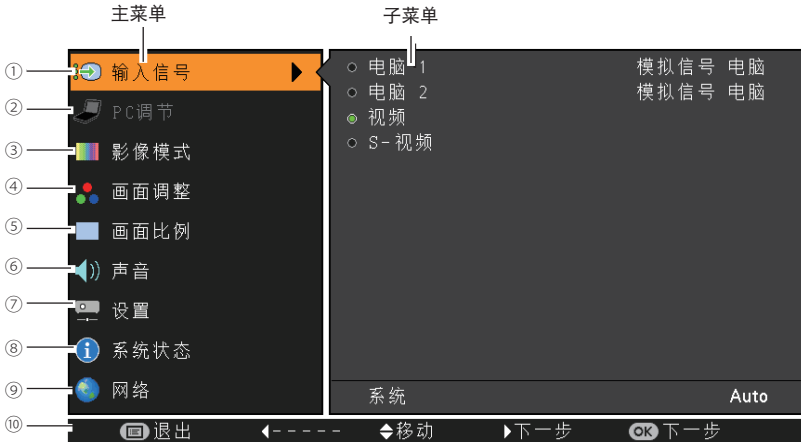 主菜单
子菜单
① 输入信号
② PC调节
③ 影像模式
④ 画面调整
⑤ 画面比例
⑥ 声音
⑦ 设置
⑧ 系统状态
⑨ 网络
电脑 1 模拟信号 电脑
电脑 2 模拟信号 电脑
视频
S-视频
系统 Auto
⑩ 退出 ----- 移动 下一步 OK 下一步